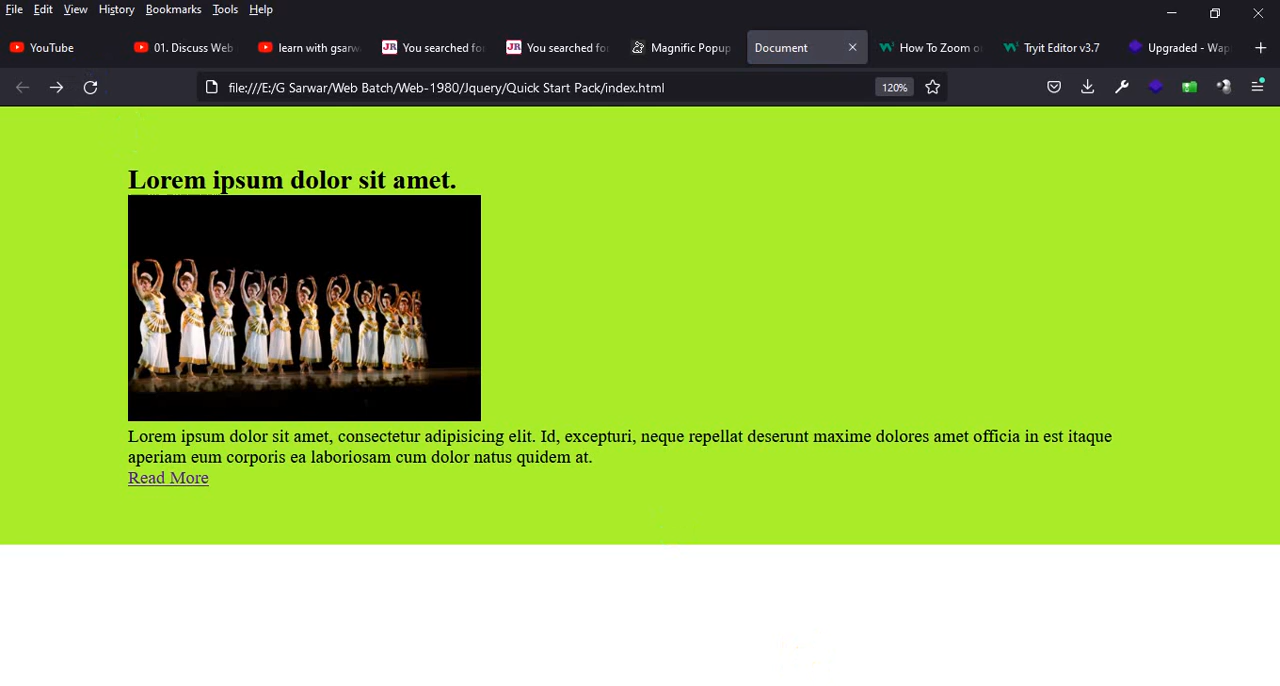 File Edit View History Bookmarks Tools Help
YouTube
01. Discuss Web
learn with gsarw
You searched fo
You searched fo
Magnific Popup
Document
How To Zoom o
Tryit Editor v3.7
Upgraded - Wap
file:///E:/G Sarwar/Web Batch/Web-1980/Jquery/Quick Start Pack/index.html
120%
Lorem ipsum dolor sit amet.
Lorem ipsum dolor sit amet, consectetur adipisicing elit. Id, excepturi, neque repellat deserunt maxime dolores amet officia in est itaque
aperiam eum corporis ea laboriosam cum dolor natus quidem at.
Read More